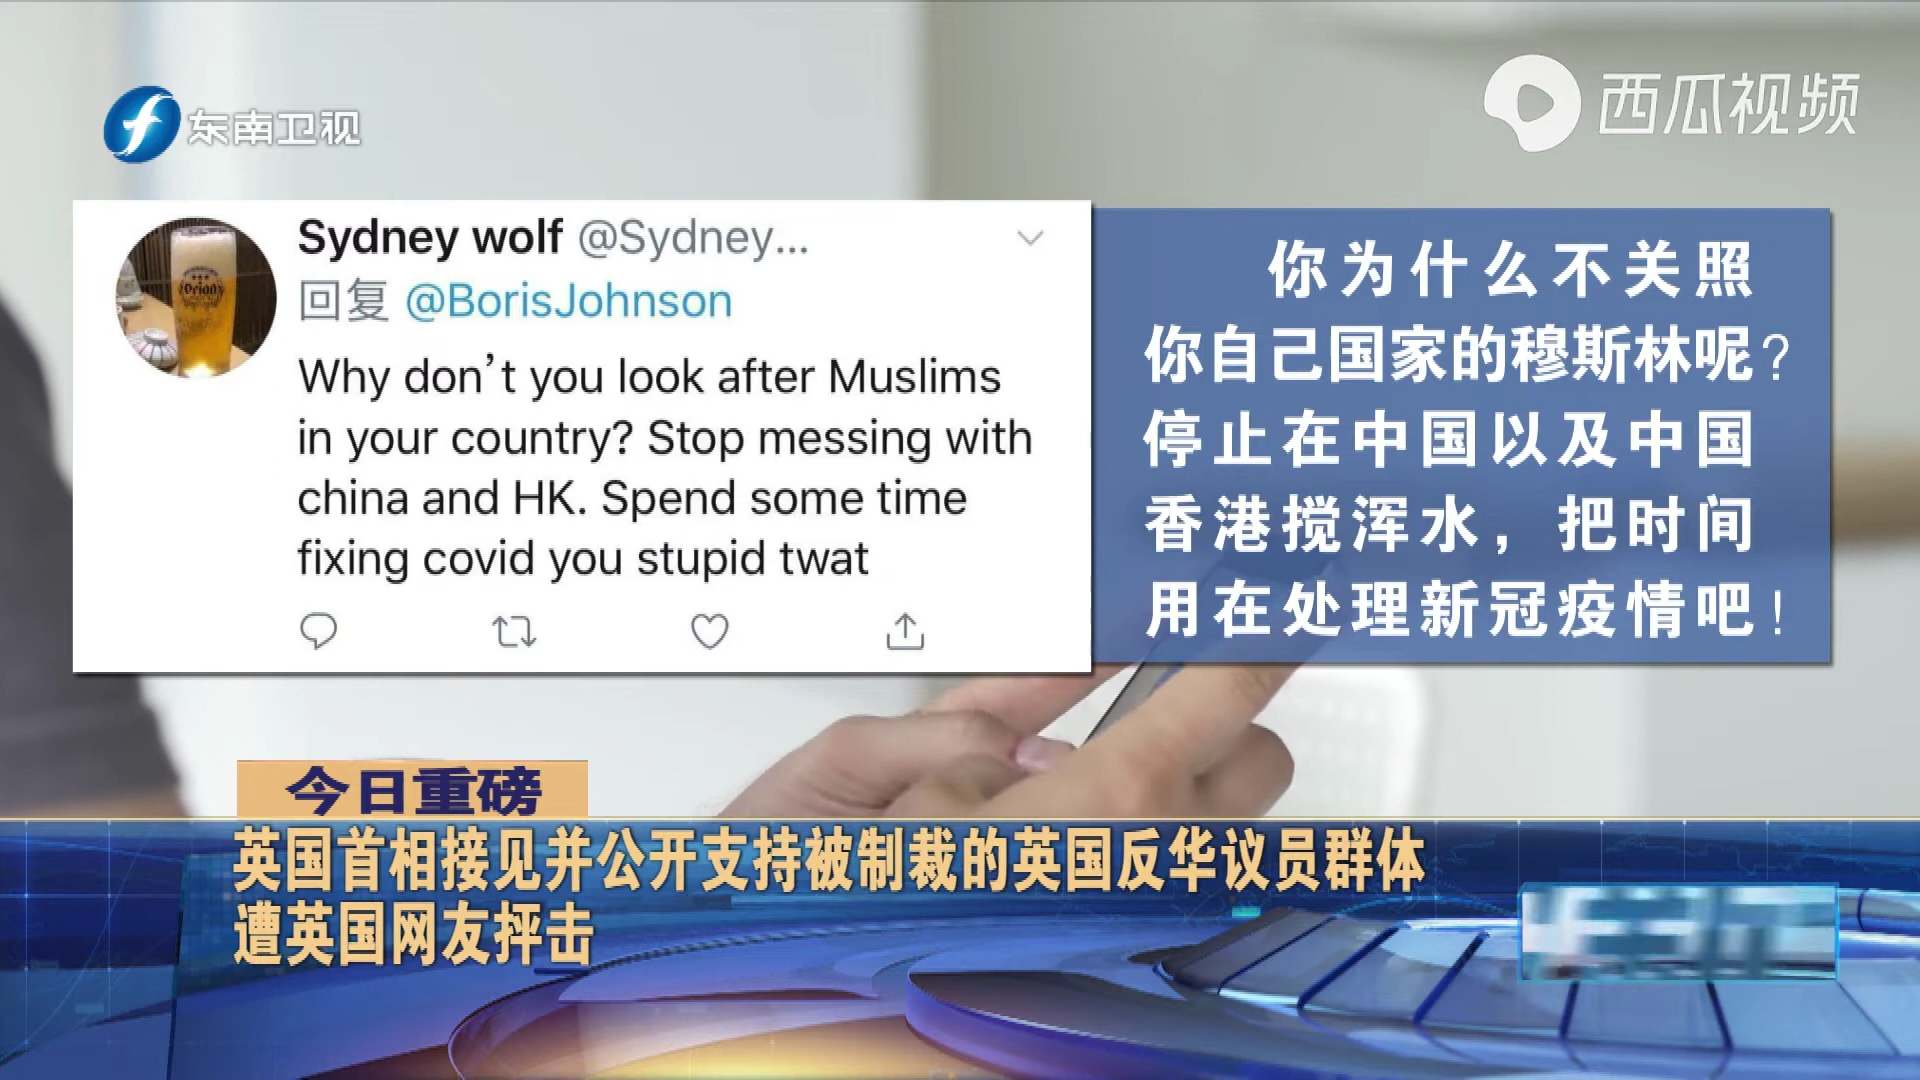 东南卫视
西瓜视频
Sydney wolf @Sydney...
回复 @BorisJohnson
Why don't you look after Muslims
in your country? Stop messing with
china and HK. Spend some time
fixing covid you stupid twat
Orion
你为什么不关照
你自己国家的穆斯林呢?
停止在中国以及中国
香港搅浑水，把时间
用在处理新冠疫情吧!
今日重磅
英国首相接见并公开支持被制裁的英国反华议员群体
遭英国网友抨击